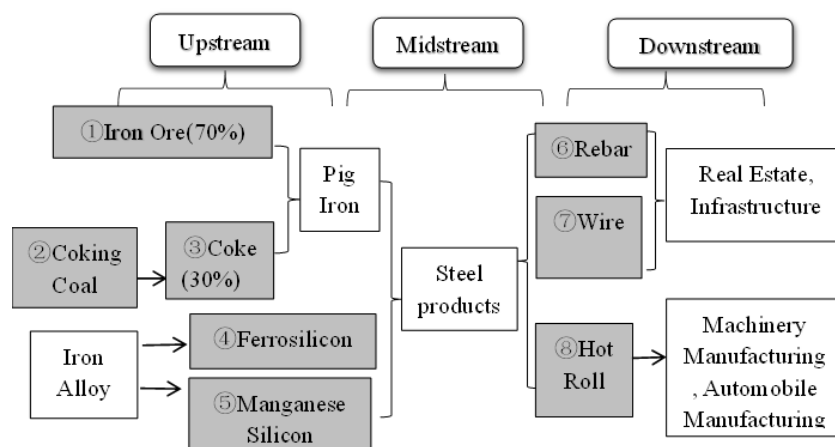 Upstream
Midstream
Downstream
①Iron Ore(70%)
②Coking
Coal
③Coke
(30%)
Pig
Iron
Iron
Alloy
④Ferrosilicon
⑤Manganese
Silicon
Steel
products
⑥Rebar
⑦Wire
⑧Hot
Roll
Real Estate,
Infrastructure
Machinery
Manufacturing
, Automobile
Manufacturing